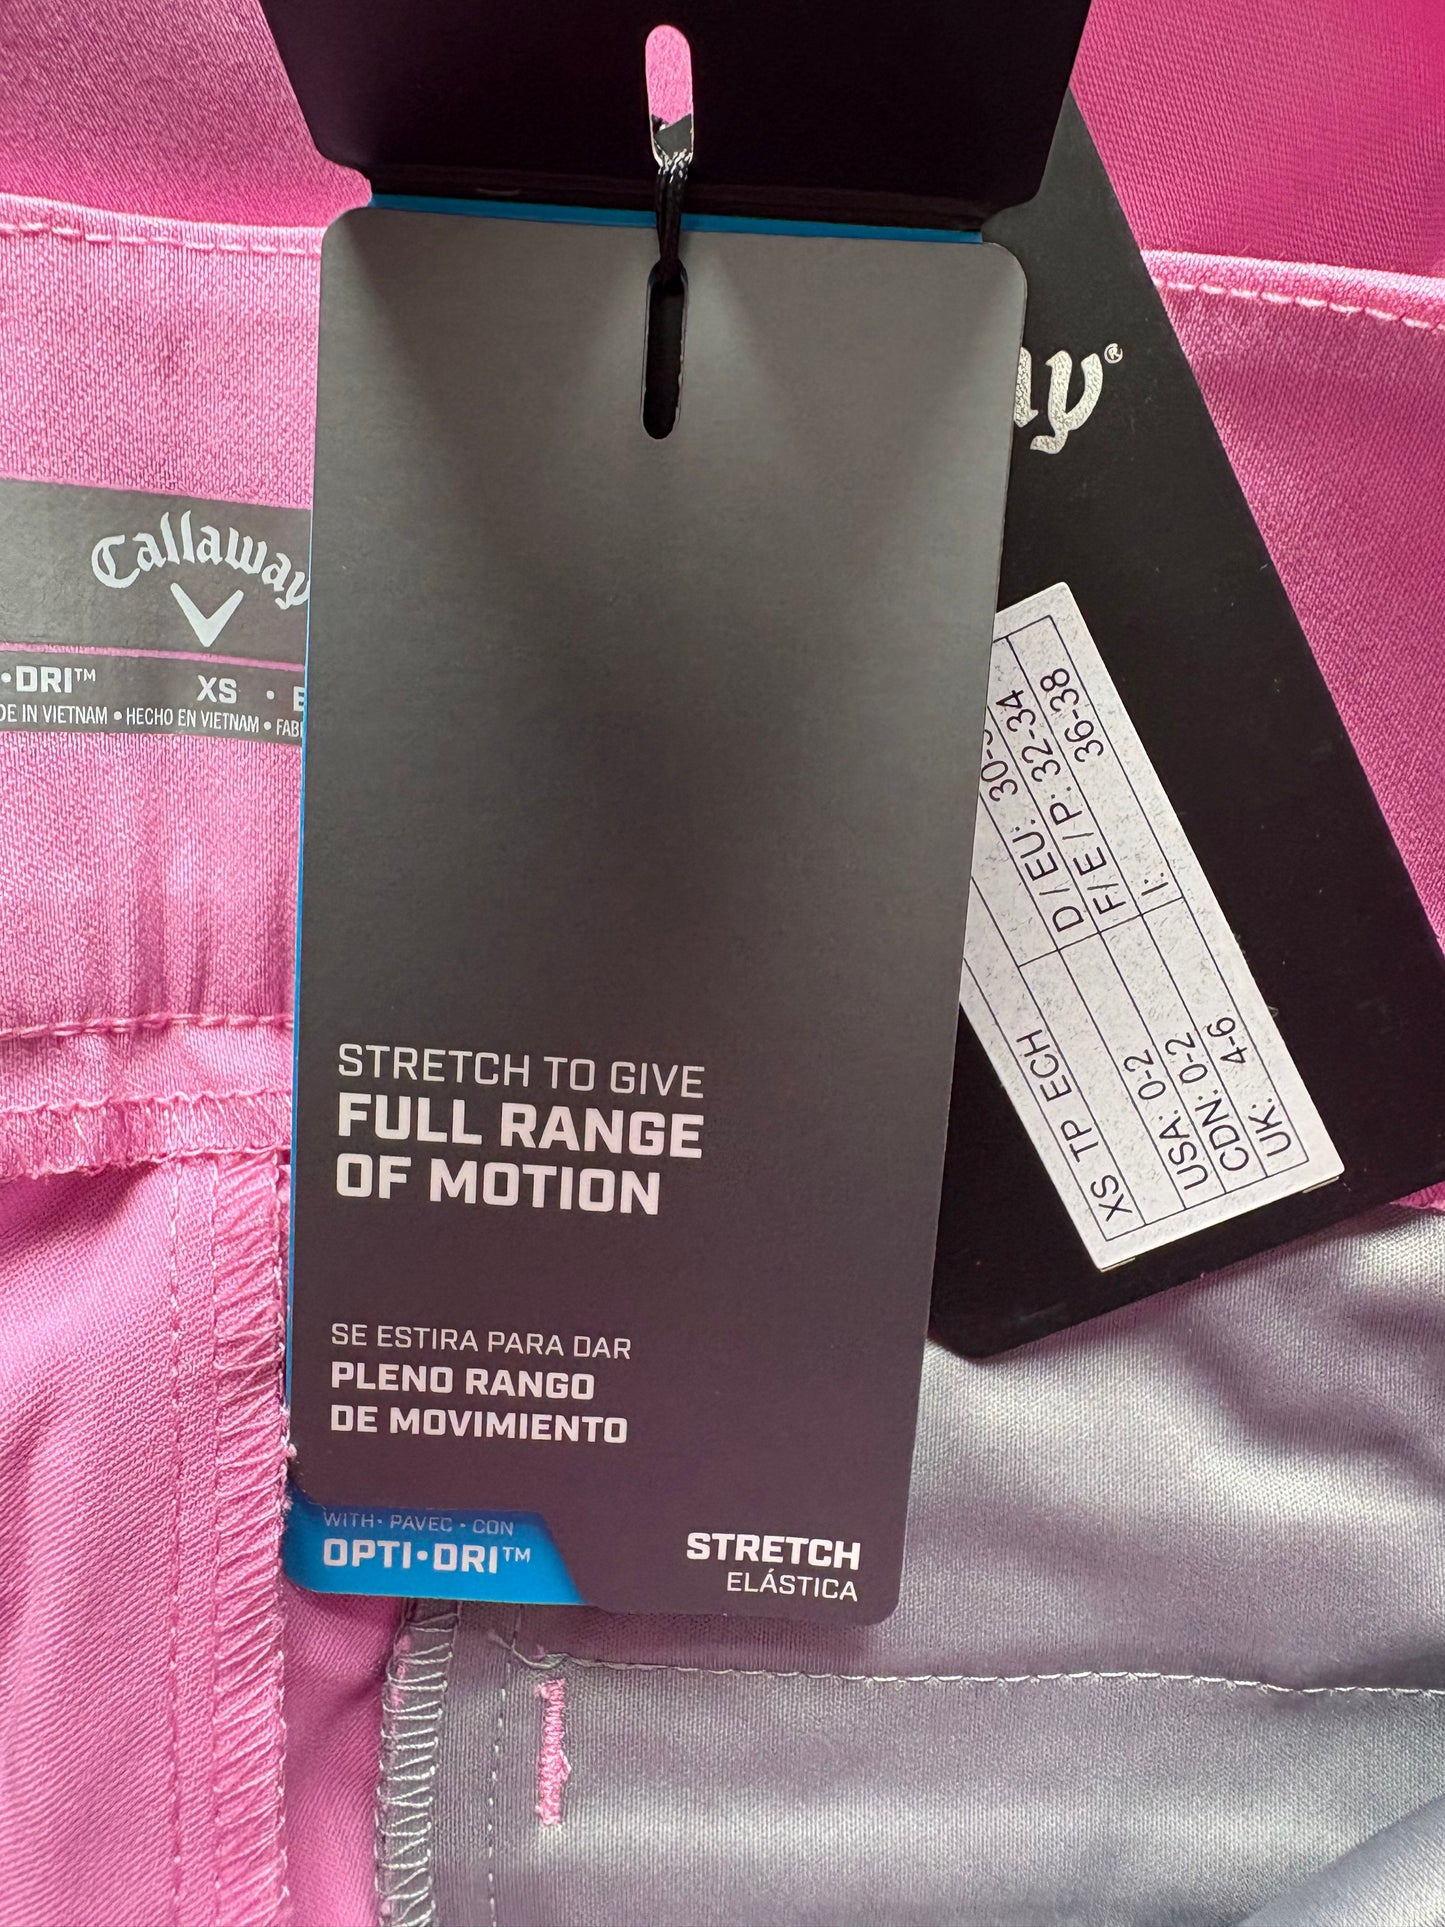 Callaway
•DRI™
XS •
DE IN VIETNAM • HECHO EN VIETNAM •
STRETCH TO GIVE
FULL RANGE
OF MOTION
SE ESTIRA PARA DAR
PLENO RANGO
DE MOVIMIENTO
WITH • PAVEC • CON
OPTI•DRI™
STRETCH
ELÁSTICA
ay®
XS TP ECH
USA: 0-2
CDN: 0-2
UK: 4-6
D / EU: 30-
F/ E / P: 32-34
I: 36-38